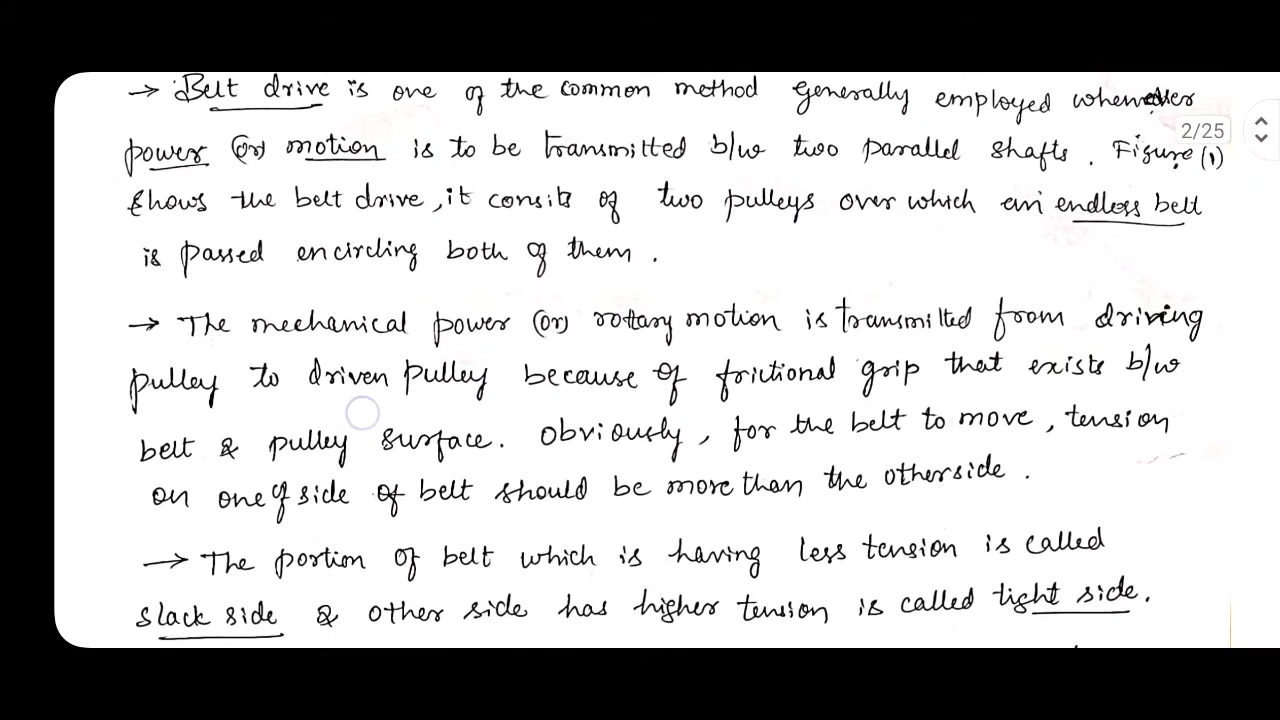 → Belt drive is one of the common method generally employed whenever
power (or) motion is to be transmitted b/w two parallel shafts. Figure (1)
shows the belt drive, it consits of two pulleys over which an endless belt
is passed encircling both of them.
→ The mechanical power (or) rottary motion is transmitted from driving
pulley to driven pulley because of frictional grip that exists b/w
belt & pulley surface. Obviously, for the belt to move, tension
on one of side of belt should be more than the otherside.
→ The portion of belt which is having less tension is called
slack side & other side has higher tension is called tight side.
2/25